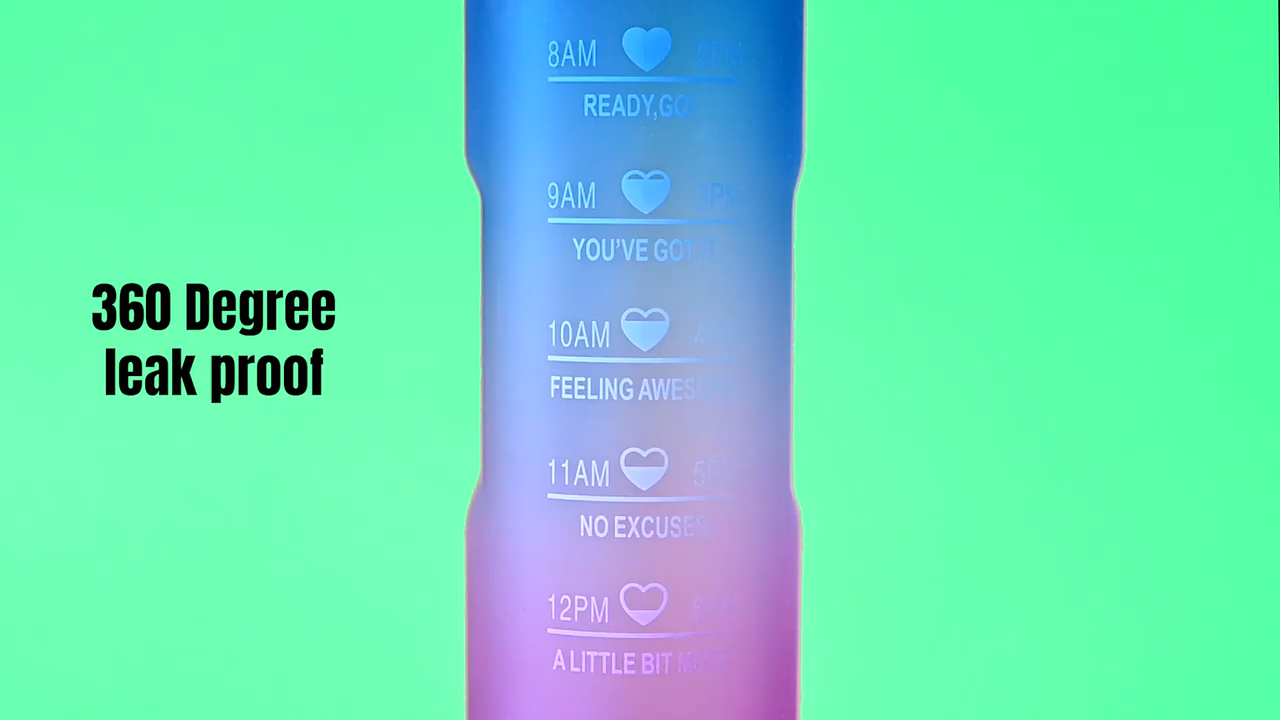 360 Degree
leak proof
8AM
READY,GO
9AM
YOU'VE GOT
10AM
FEELING
11AM
NO EXCUSES
12PM
A LITTLE BIT